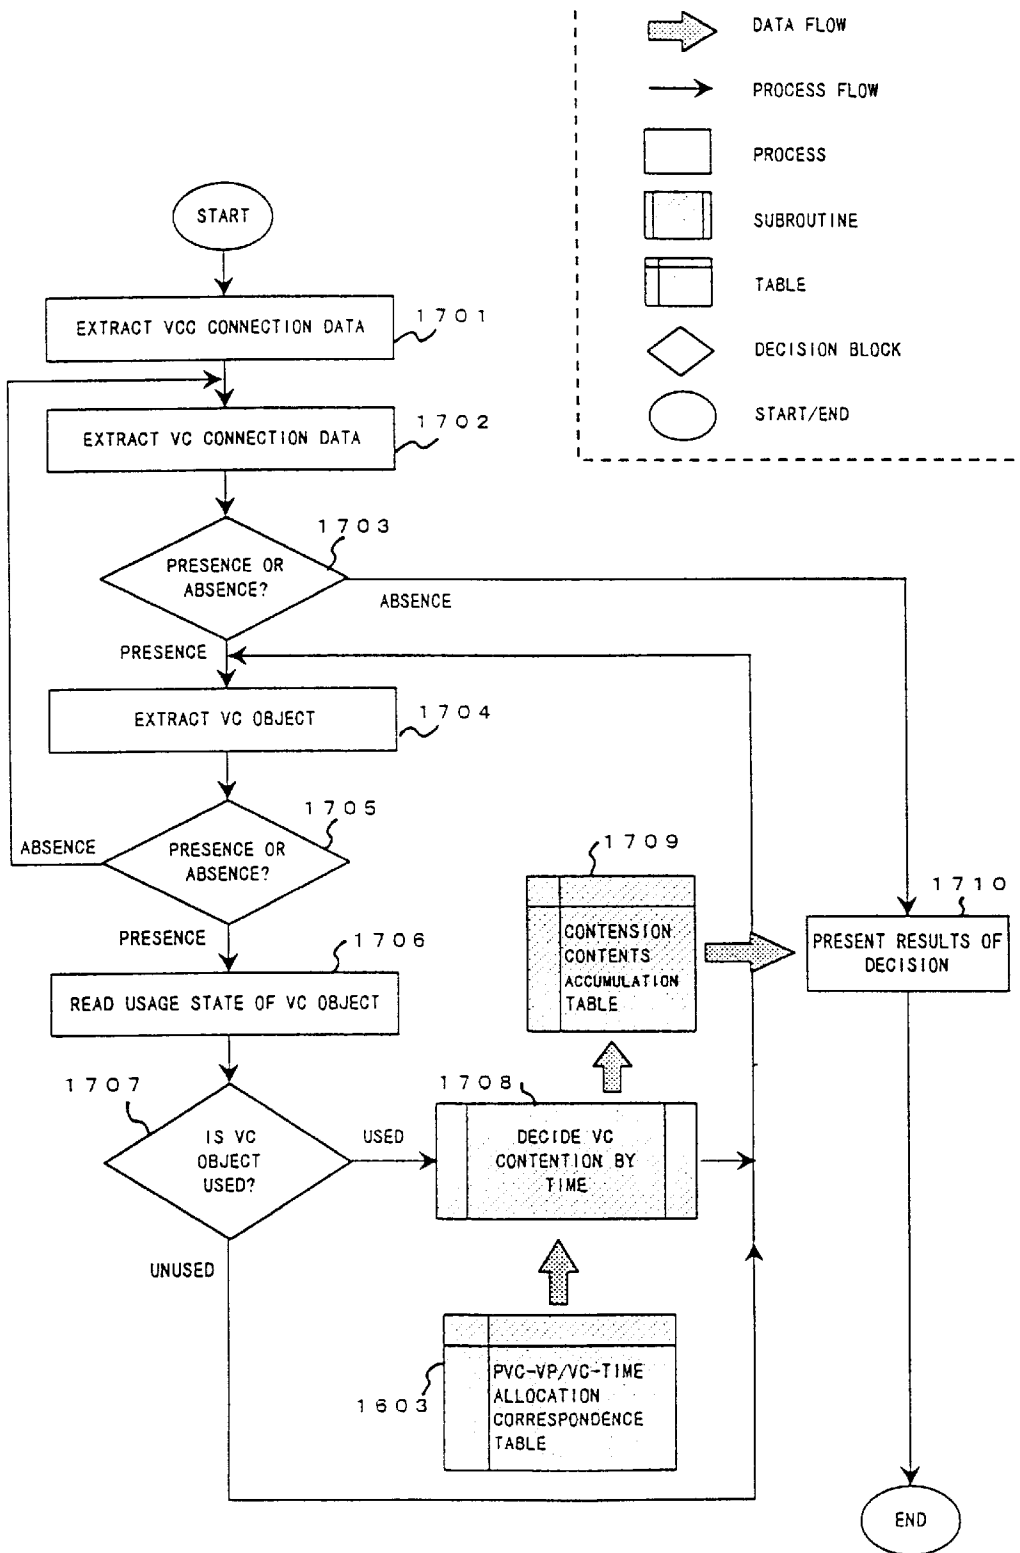 DATA FLOW
PROCESS FLOW
PROCESS
SUBROUTINE
TABLE
DECISION BLOCK
START/END
START
EXTRACT VCC CONNECTION DATA
1701
EXTRACT VC CONNECTION DATA
1702
1703
PRESENCE OR
ABSENCE?
ABSENCE
PRESENCE
EXTRACT VC OBJECT
1704
1705
PRESENCE OR
ABSENCE?
ABSENCE
PRESENCE
1706
READ USAGE STATE OF VC OBJECT
1707
IS VC
OBJECT
USED?
USED
UNUSED
1708
DECIDE VC
CONTENTION BY
TIME
1709
CONTENSION
CONTENTS
ACCUMULATION
TABLE
1710
PRESENT RESULTS OF
DECISION
1603
PVC-VP/VC-TIME
ALLOCATION
CORRESPONDENCE
TABLE
END